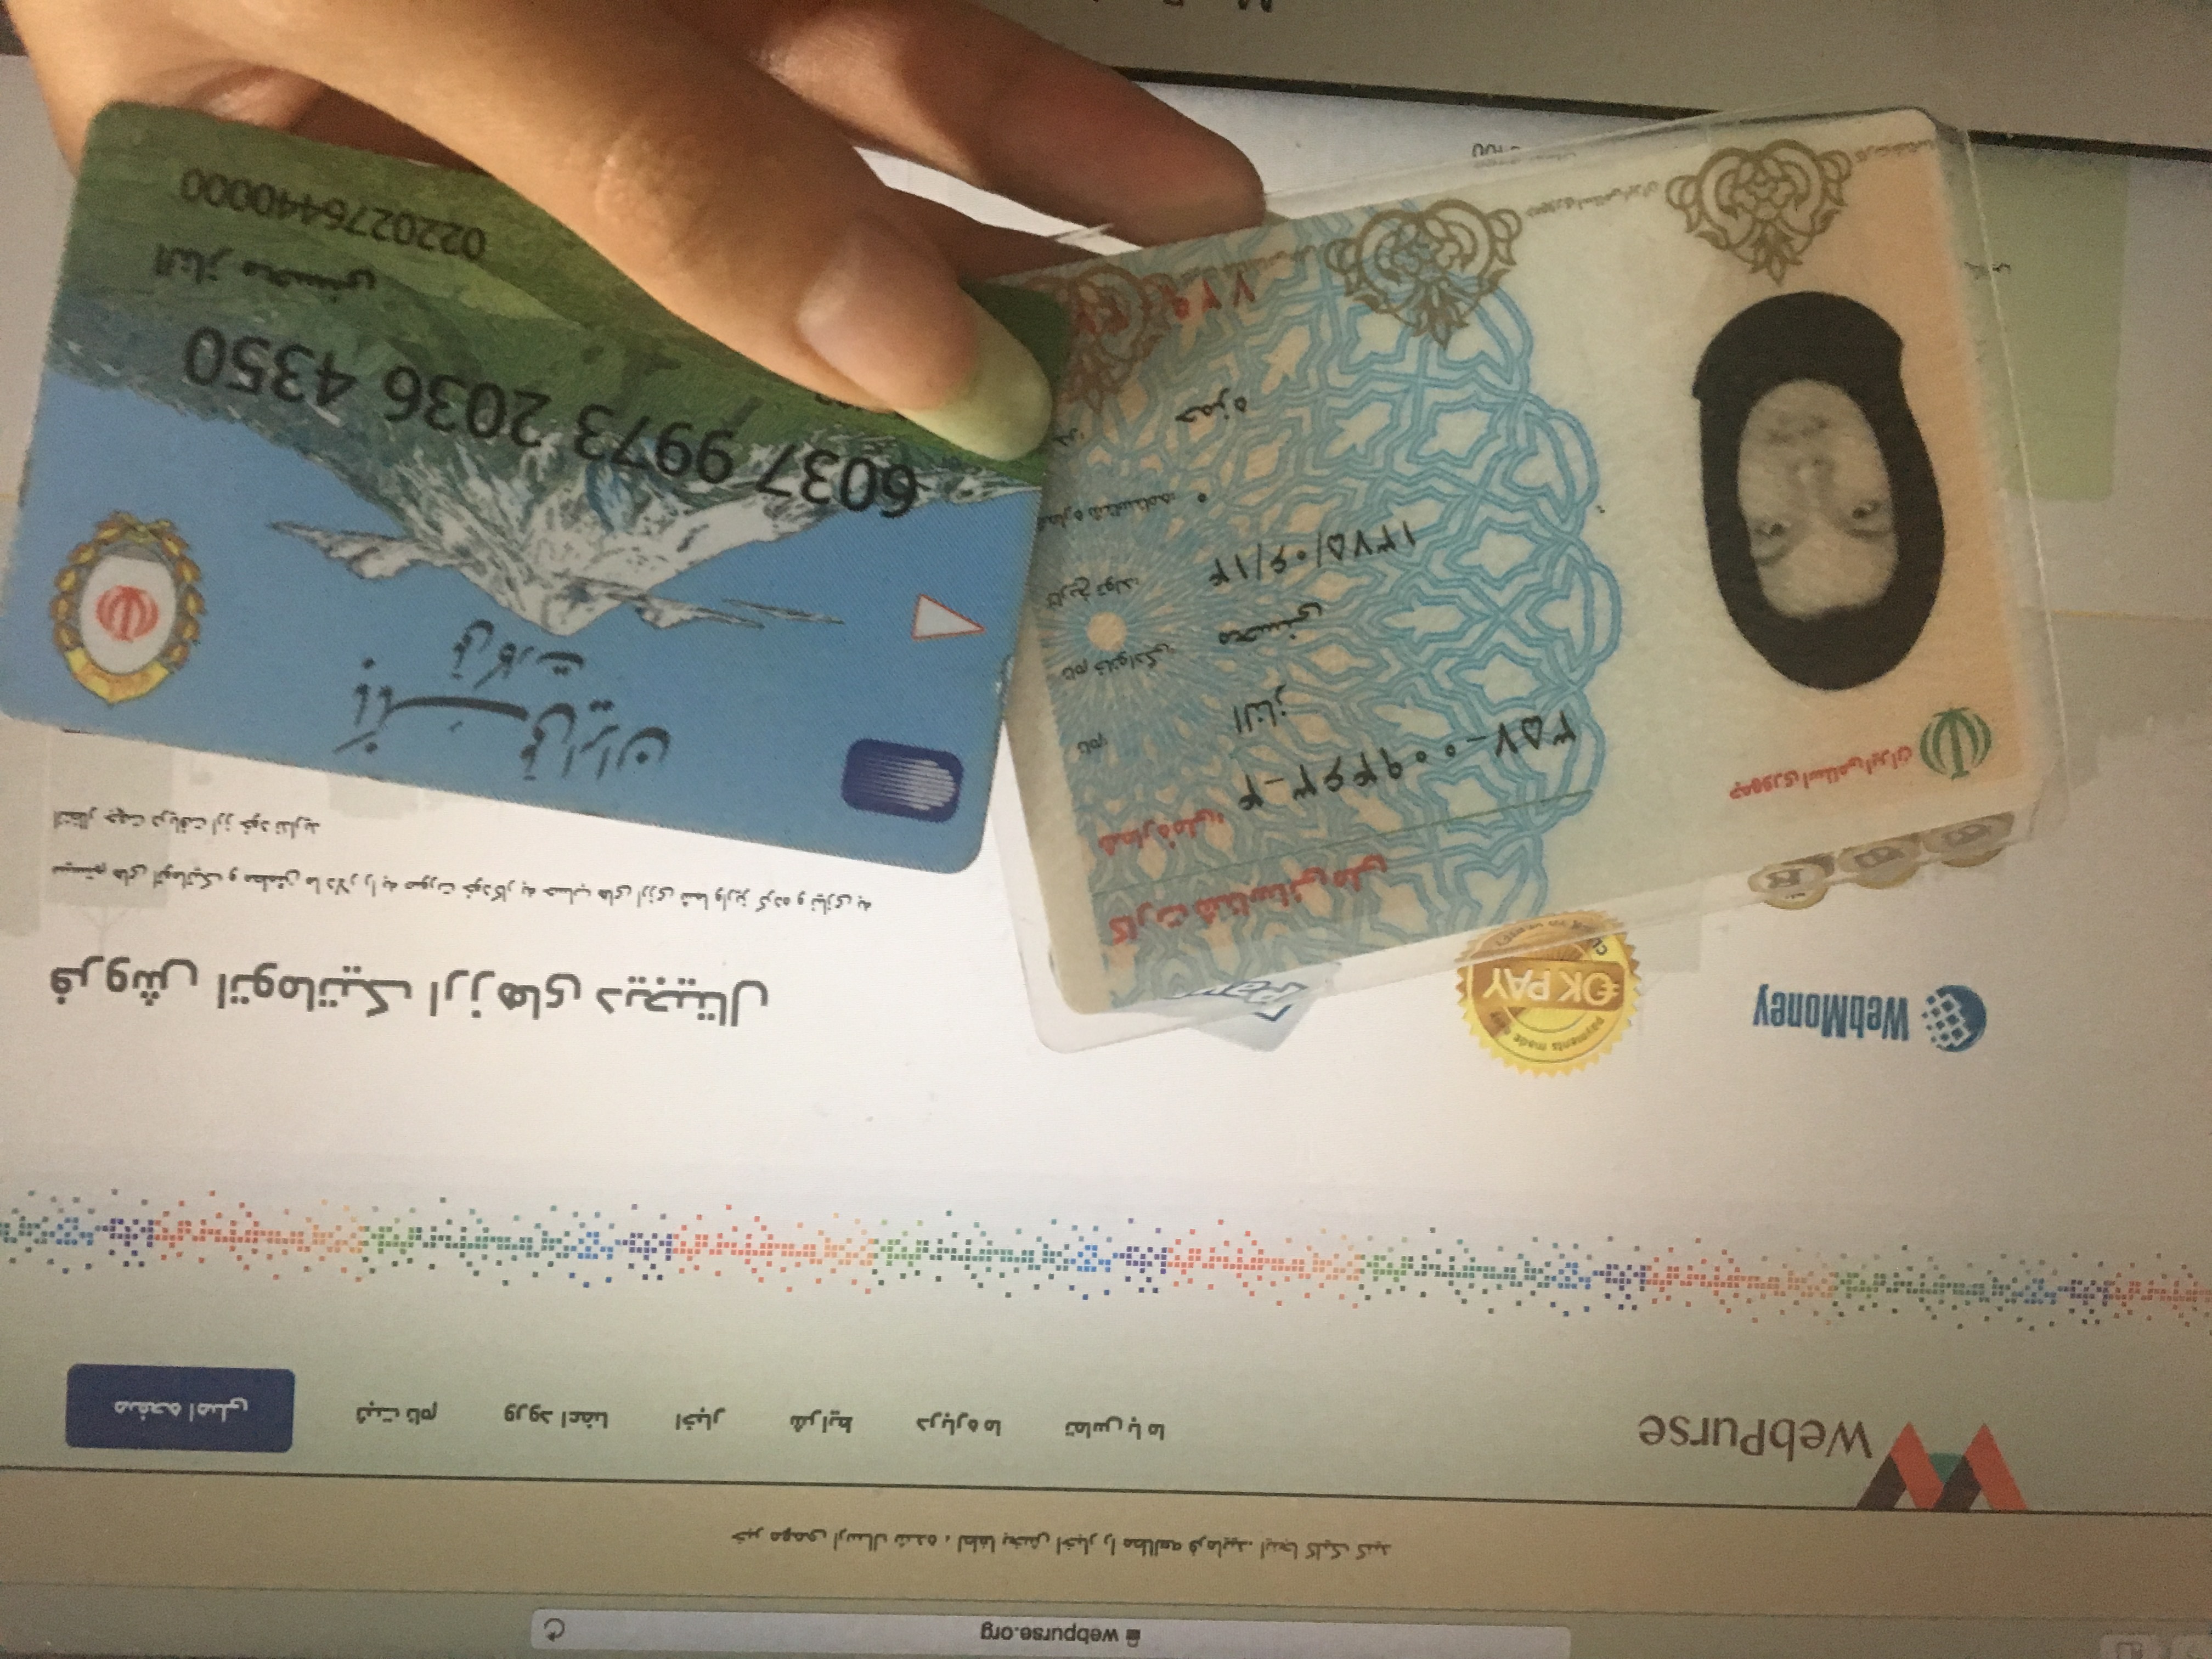 webpurse.org
خبر مهمی ارسال شده ، لطفا بخش اخبار را مطالعه فرمایید. اینجا کلیک کنید
WebPurse
صفحه اصلی
ثبت نام
ورود اعضا
اخبار
شرایط
درباره ما
تماس با ما
WebMoney
payments made easy
OK PAY
فروش اتوماتیک ارزهای دیجیتال
سیستم های اتوماتیک و مطمئن ما دلار را به صورت خودکار به حساب های ارزی شما واریز کرده و نیازی به
انتظار جهت دریافت ارز خود ندارید
کارت شناسائی ملی
جمهوری اسلامی ایران
شماره ملی:
۳۵۷-۰۰۹۴۶۳-۴
نام:
الناز
نام خانوادگی:
محسنی
تاریخ تولد:
۱۳۷۵/۰۶/۱۴
شماره شناسنامه: ۰
حمزه
جمهوری اسلامی ایران
بانک ملی ایران
ملی کارت
6037 9973 2036 4350
الناز محسنی
0220276440000